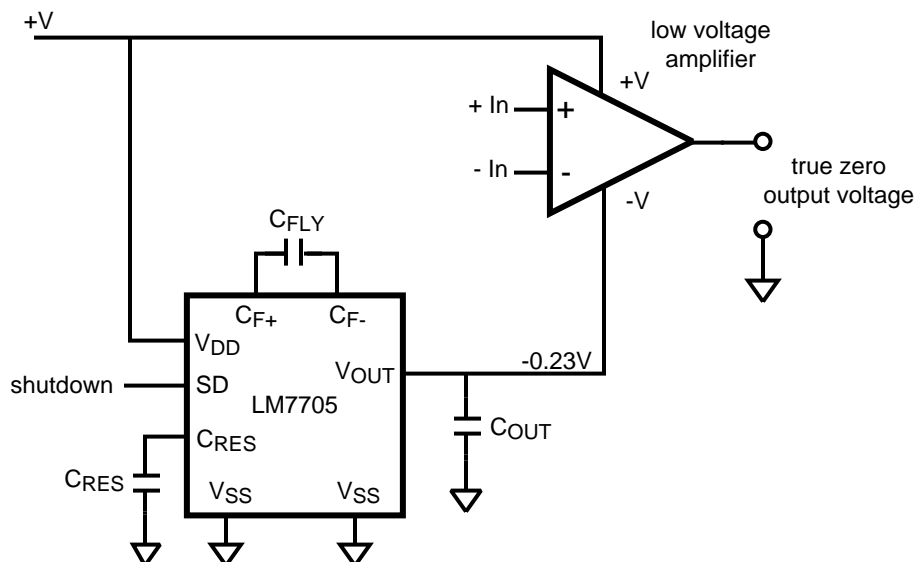 +V
low voltage
amplifier
+V
+ In
+
- In
-
true zero
output voltage
-V
CFLY
CF+
CF-
VDD
VOUT
-0.23V
shutdown
SD
LM7705
COUT
CRES
CRES
VSS
VSS